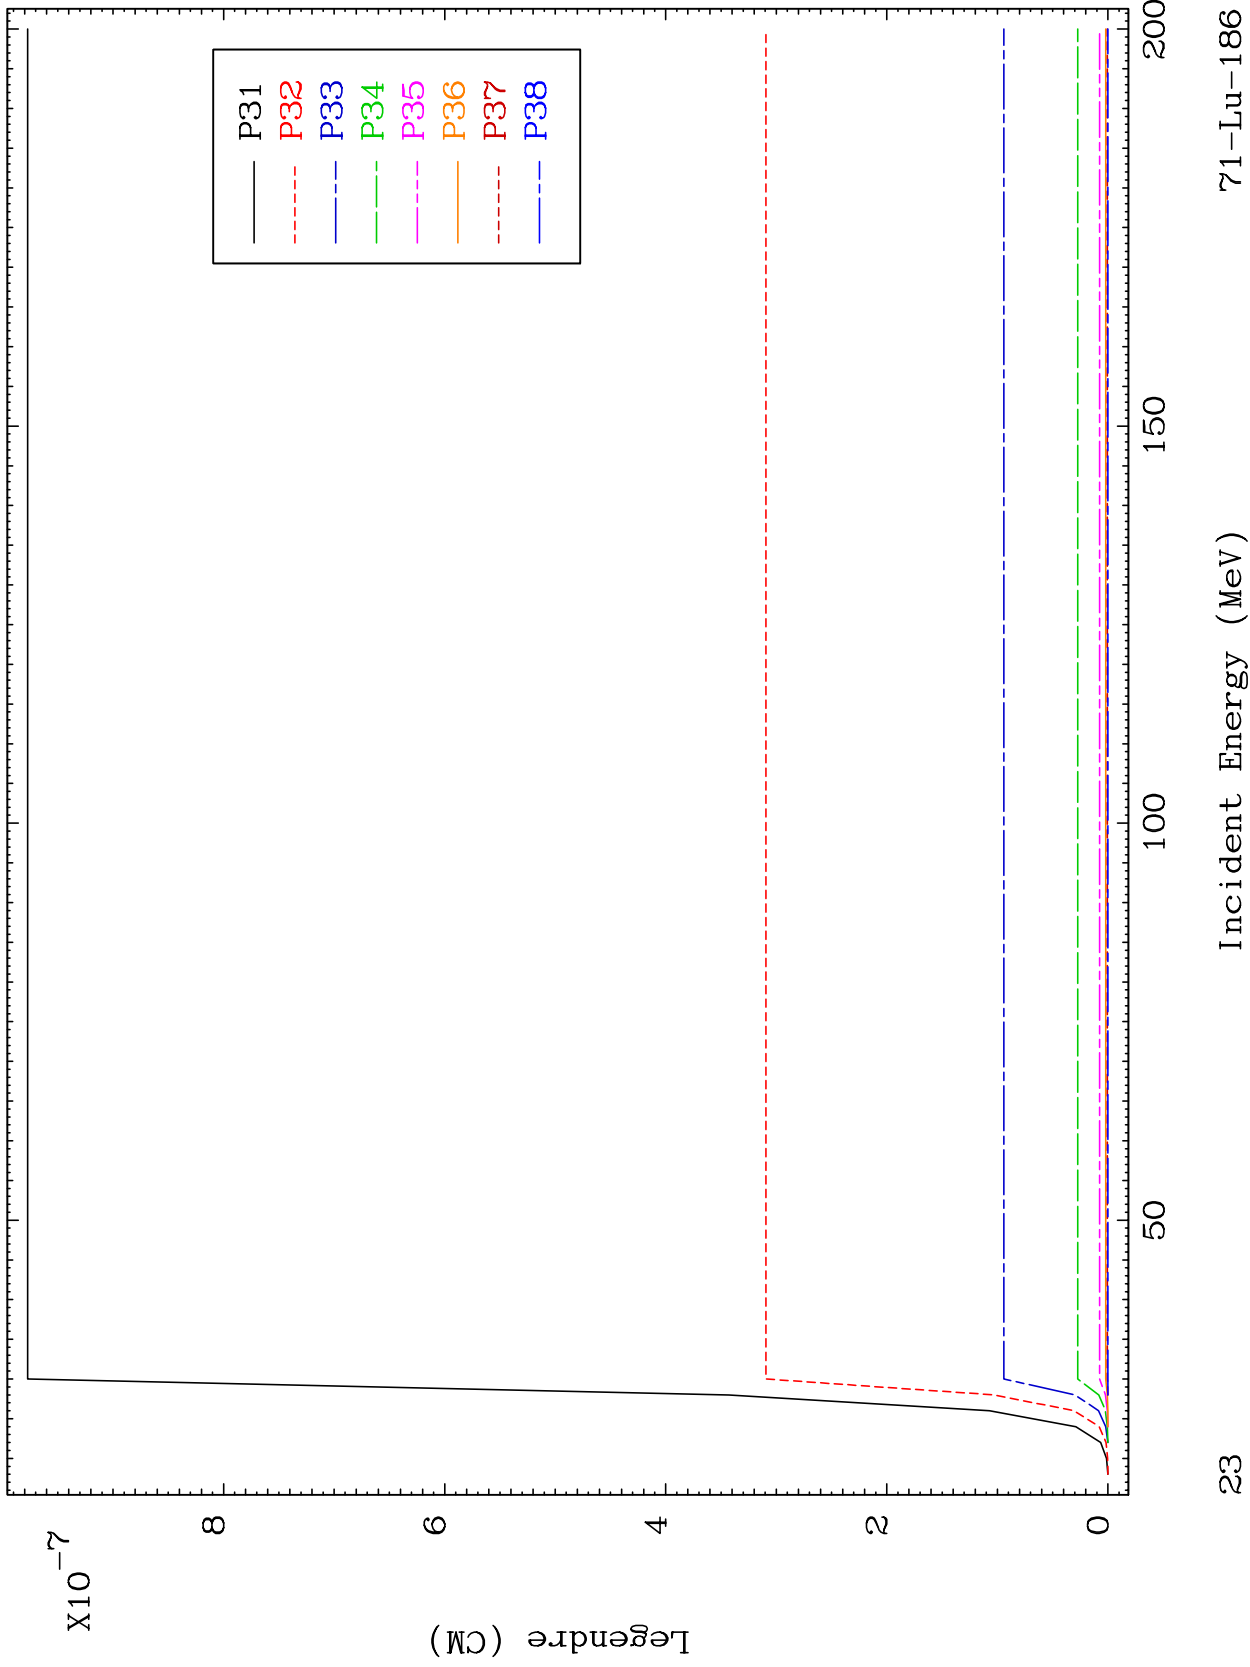 X10-7
8
6
4
2
0
Legendre (CM)
P31
P32
P33
P34
P35
P36
P37
P38
50
100
150
200
Incident Energy (MeV)
23
71-Lu-186